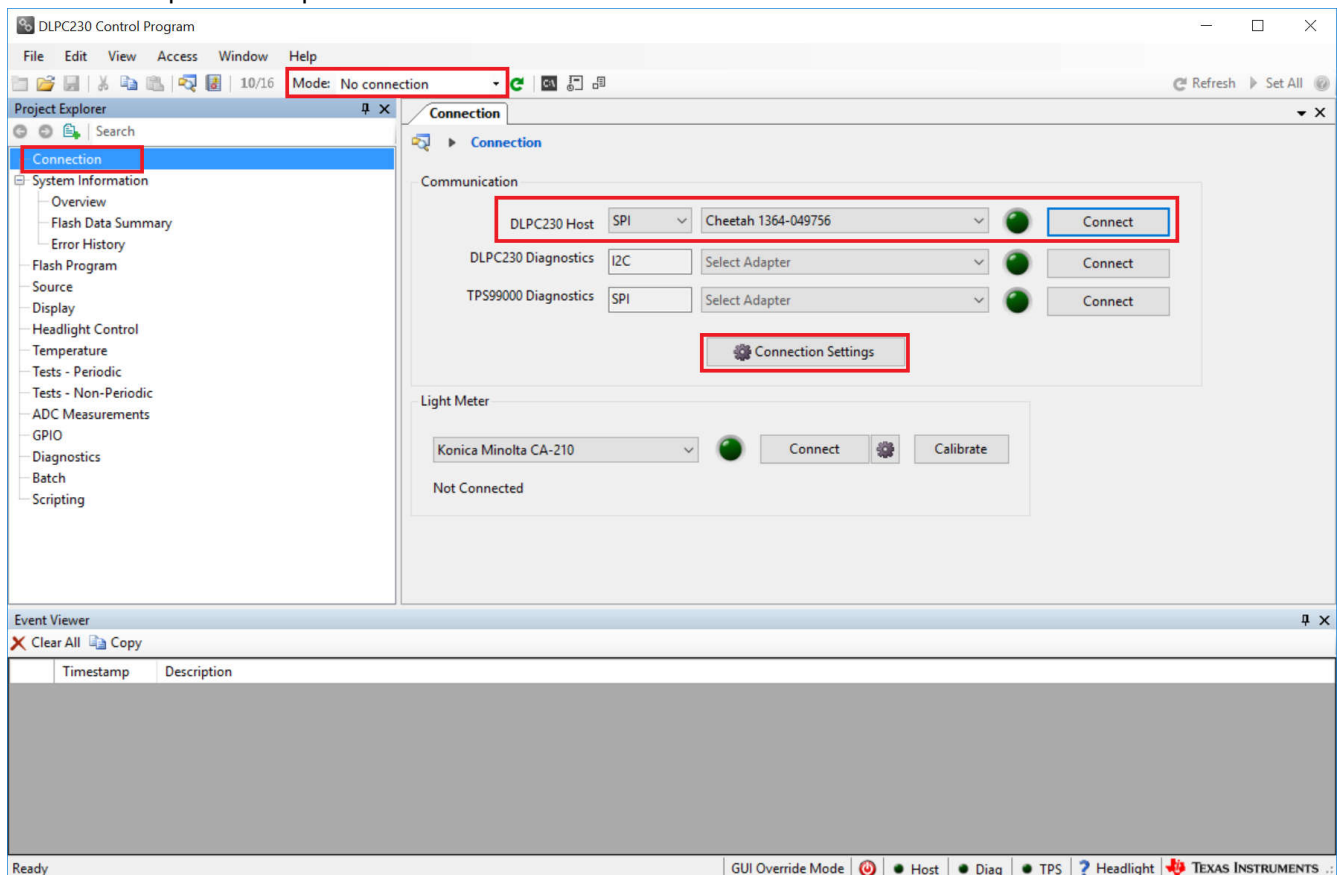 DLPC230 Control Program
File Edit View Access Window Help
10/16 Mode: No connection C:\ Refresh Set All
Project Explorer
Search
Connection
System Information
Overview
Flash Data Summary
Error History
Flash Program
Source
Display
Headlight Control
Temperature
Tests - Periodic
Tests - Non-Periodic
ADC Measurements
GPIO
Diagnostics
Batch
Scripting
Connection
Connection
Communication
DLPC230 Host SPI Cheetah 1364-049756 Connect
DLPC230 Diagnostics I2C Select Adapter Connect
TPS99000 Diagnostics SPI Select Adapter Connect
Connection Settings
Light Meter
Konica Minolta CA-210 Connect Calibrate
Not Connected
Event Viewer
Clear All Copy
Timestamp Description
Ready GUI Override Mode Host Diag TPS ? Headlight TEXAS INSTRUMENTS